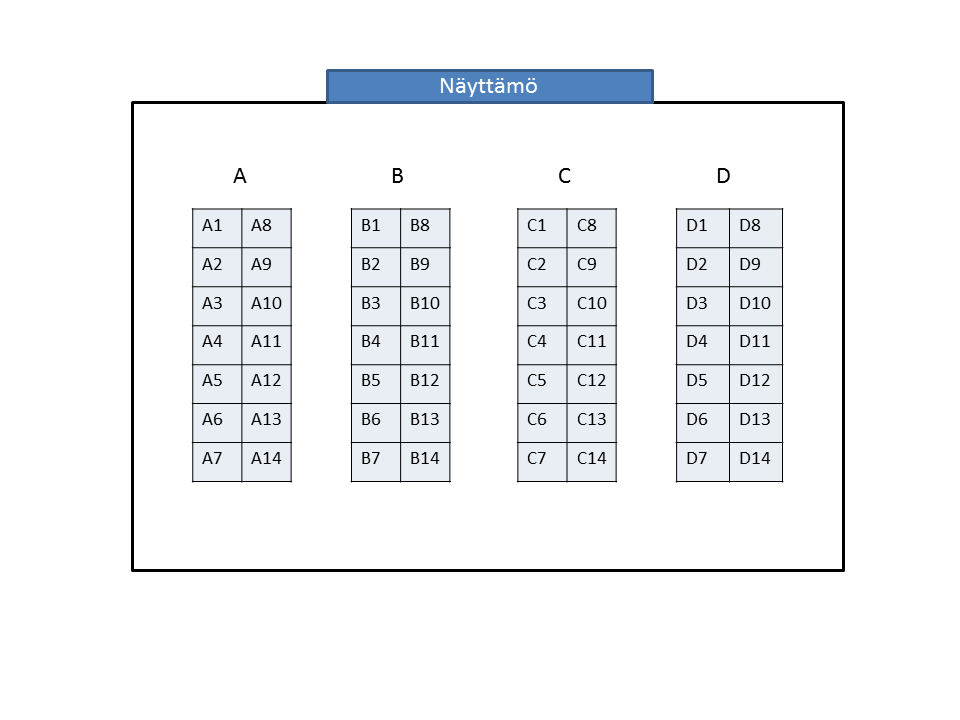 Näyttämö
A B C D
A1 A8 B1 B8 C1 C8 D1 D8
A2 A9 B2 B9 C2 C9 D2 D9
A3 A10 B3 B10 C3 C10 D3 D10
A4 A11 B4 B11 C4 C11 D4 D11
A5 A12 B5 B12 C5 C12 D5 D12
A6 A13 B6 B13 C6 C13 D6 D13
A7 A14 B7 B14 C7 C14 D7 D14